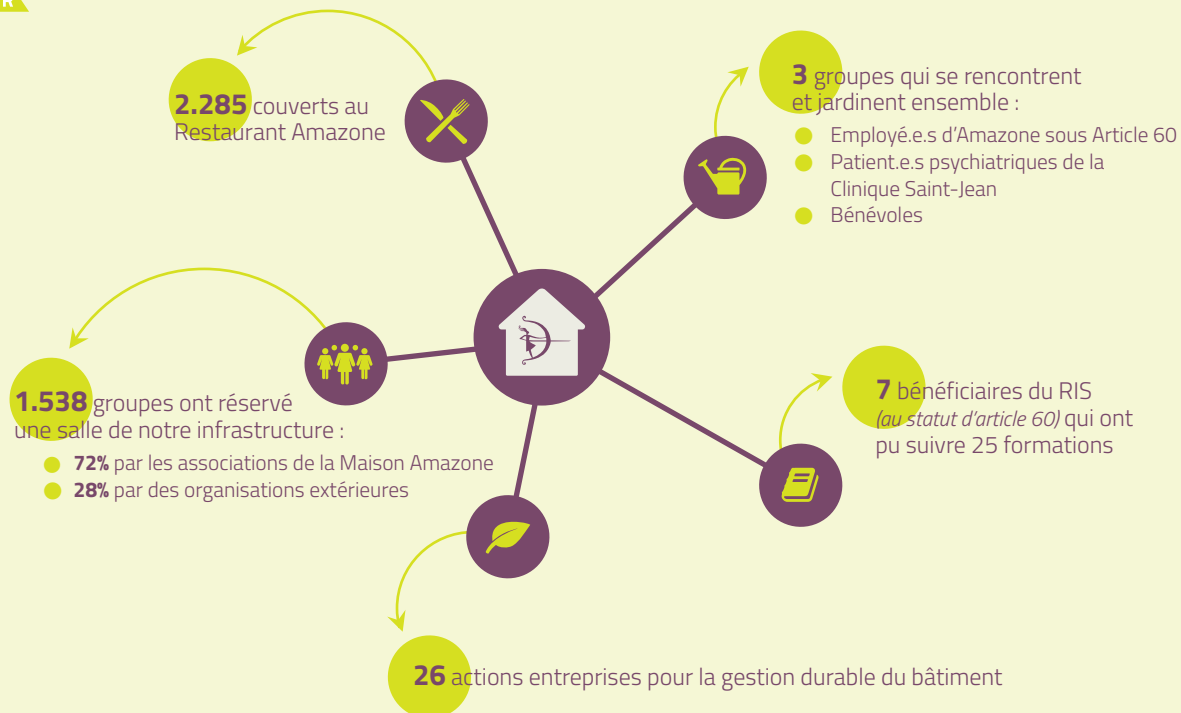 R
2.285 couverts au
Restaurant Amazone
3 groupes qui se rencontrent
et jardinent ensemble :
Employé.e.s d'Amazone sous Article 60
Patient.e.s psychiatriques de la
Clinique Saint-Jean
Bénévoles
1.538 groupes ont réservé
une salle de notre infrastructure :
72% par les associations de la Maison Amazone
28% par des organisations extérieures
7 bénéficiaires du RIS
(au statut d'article 60) qui ont
pu suivre 25 formations
26 actions entreprises pour la gestion durable du bâtiment